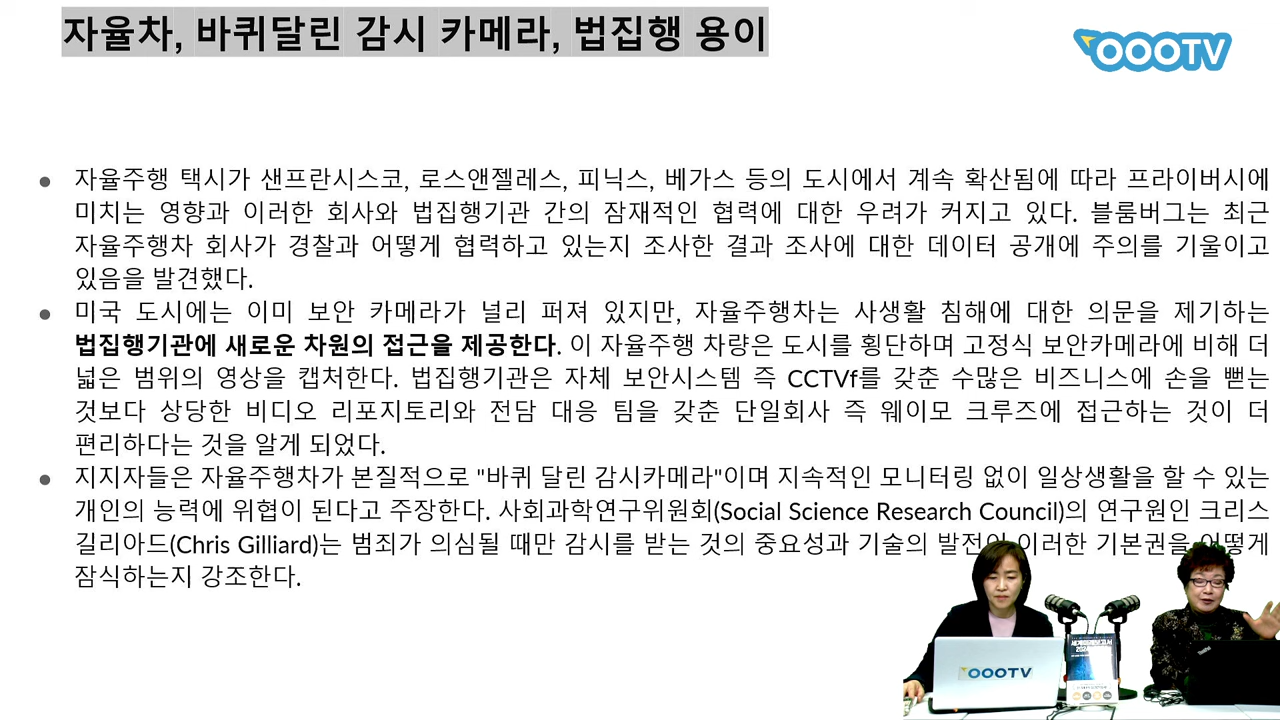 자율차, 바퀴달린 감시 카메라, 법집행 용이
OOOTV
● 자율주행 택시가 샌프란시스코, 로스앤젤레스, 피닉스, 베가스 등의 도시에서 계속 확산됨에 따라 프라이버시에
미치는 영향과 이러한 회사와 법집행기관 간의 잠재적인 협력에 대한 우려가 커지고 있다. 블룸버그는 최근
자율주행차 회사가 경찰과 어떻게 협력하고 있는지 조사한 결과 조사에 대한 데이터 공개에 주의를 기울이고
있음을 발견했다.
● 미국 도시에는 이미 보안 카메라가 널리 퍼져 있지만, 자율주행차는 사생활 침해에 대한 의문을 제기하는
법집행기관에 새로운 차원의 접근을 제공한다. 이 자율주행 차량은 도시를 횡단하며 고정식 보안카메라에 비해 더
넓은 범위의 영상을 캡처한다. 법집행기관은 자체 보안시스템 즉 CCTVf를 갖춘 수많은 비즈니스에 손을 뻗는
것보다 상당한 비디오 리포지토리와 전담 대응 팀을 갖춘 단일회사 즉 웨이모 크루즈에 접근하는 것이 더
편리하다는 것을 알게 되었다.
● 지지자들은 자율주행차가 본질적으로 "바퀴 달린 감시카메라"이며 지속적인 모니터링 없이 일상생활을 할 수 있는
개인의 능력에 위협이 된다고 주장한다. 사회과학연구위원회(Social Science Research Council)의 연구원인 크리스
길리아드(Chris Gilliard)는 범죄가 의심될 때만 감시를 받는 것의 중요성과 기술의 발전이 이러한 기본권을 어떻게
잠식하는지 강조한다.
OOOTV
ThinkPad